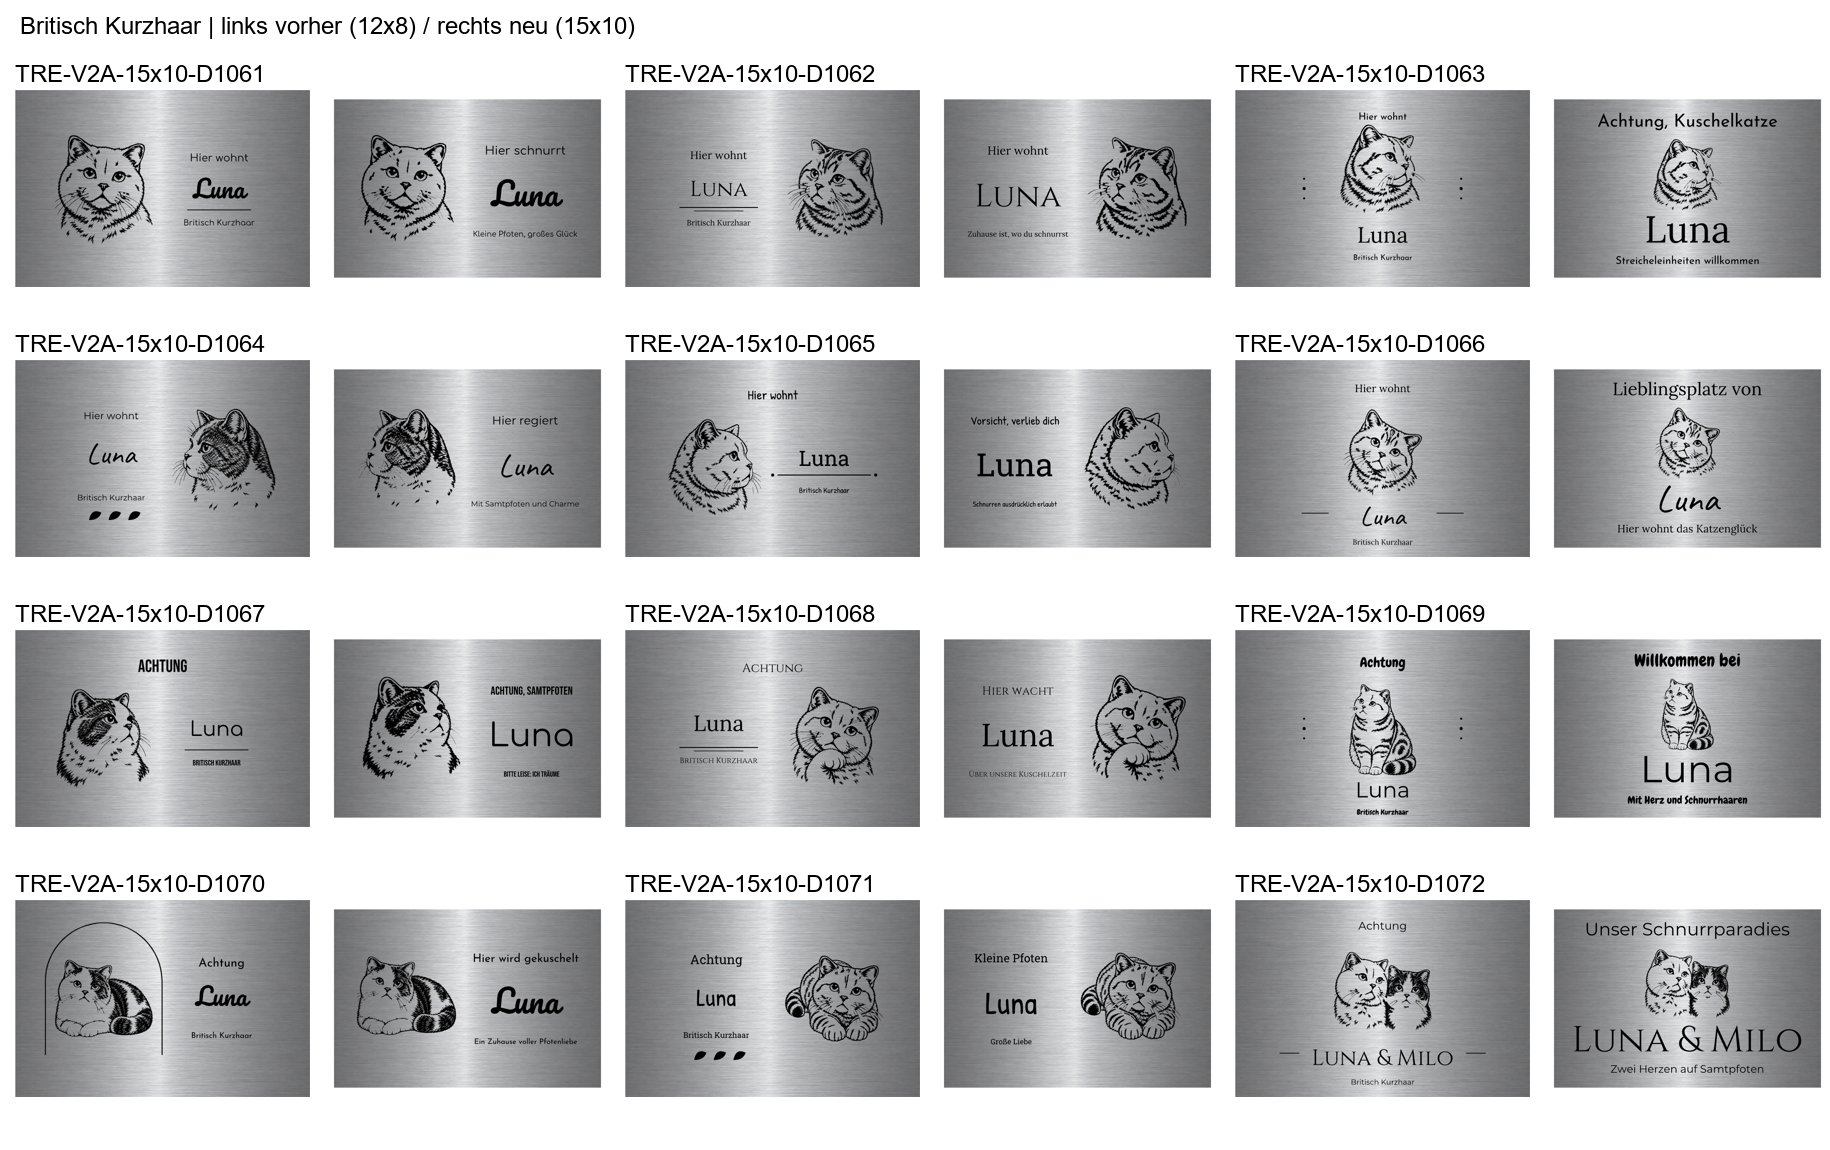 Britisch Kurzhaar | links vorher (12x8) / rechts neu (15x10)
TRE-V2A-15x10-D1061
Hier wohnt
Luna
Britisch Kurzhaar
Hier schnurrt
Luna
Kleine Pfoten, großes Glück
TRE-V2A-15x10-D1062
Hier wohnt
Luna
Britisch Kurzhaar
Hier wohnt
Luna
Zuhause ist, wo du schnurrst
TRE-V2A-15x10-D1063
Hier wohnt
Luna
Britisch Kurzhaar
Achtung, Kuschelkatze
Luna
Streicheleinheiten willkommen
TRE-V2A-15x10-D1064
Hier wohnt
Luna
Britisch Kurzhaar
Hier regiert
Luna
Mit Samtpfoten und Charme
TRE-V2A-15x10-D1065
Hier wohnt
Luna
Britisch Kurzhaar
Vorsicht, verlieb dich
Luna
Schnurren ausdrücklich erlaubt
TRE-V2A-15x10-D1066
Hier wohnt
Luna
Britisch Kurzhaar
Lieblingsplatz von
Luna
Hier wohnt das Katzenglück
TRE-V2A-15x10-D1067
ACHTUNG
Luna
BRITISCH KURZHAAR
ACHTUNG, SAMTPFOTEN
Luna
BITTE LEISE: ICH TRÄUME
TRE-V2A-15x10-D1068
Achtung
Luna
Britisch Kurzhaar
Hier wacht
Luna
Über unsere Kuschelzeit
TRE-V2A-15x10-D1069
Achtung
Luna
Britisch Kurzhaar
Willkommen bei
Luna
Mit Herz und Schnurrhaaren
TRE-V2A-15x10-D1070
Achtung
Luna
Britisch Kurzhaar
Hier wird gekuschelt
Luna
Ein Zuhause voller Pfotenliebe
TRE-V2A-15x10-D1071
Achtung
Luna
Britisch Kurzhaar
Kleine Pfoten
Luna
Große Liebe
TRE-V2A-15x10-D1072
Achtung
Luna & Milo
Britisch Kurzhaar
Unser Schnurrparadies
Luna & Milo
Zwei Herzen auf Samtpfoten